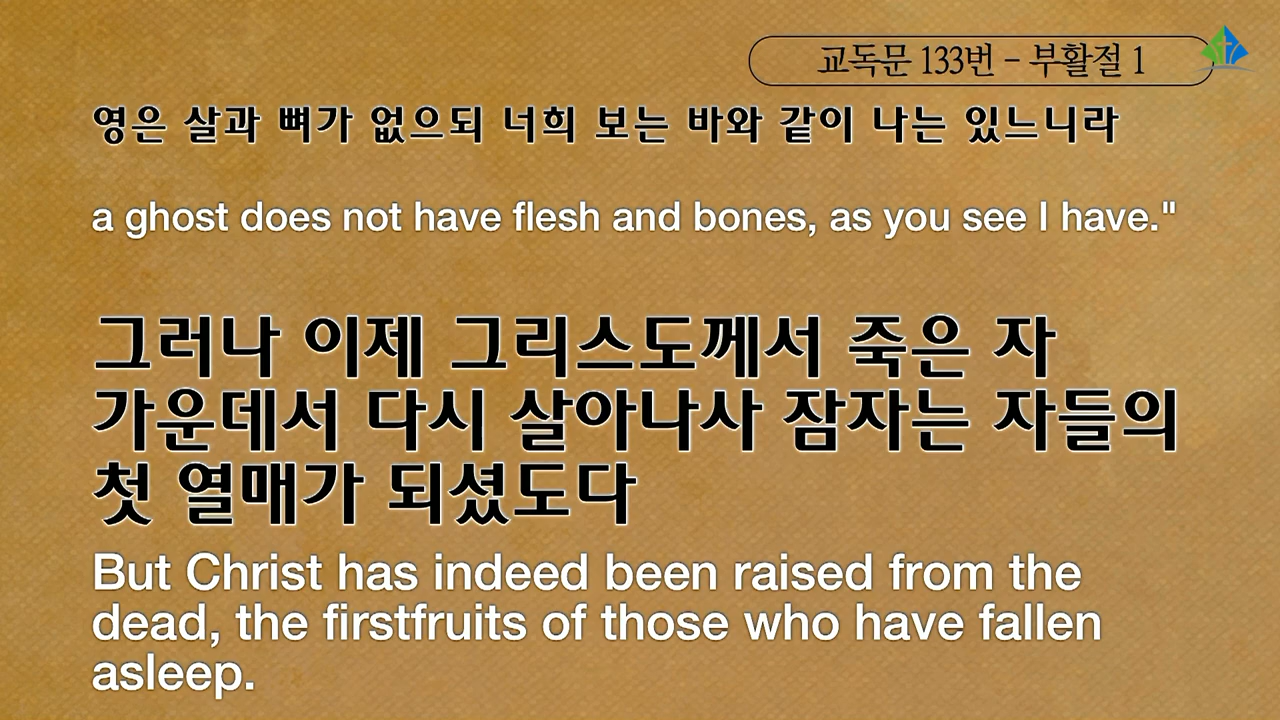 교독문 133번 - 부활절 1
영은 살과 뼈가 없으되 너희 보는 바와 같이 나는 있느니라
a ghost does not have flesh and bones, as you see I have."
그러나 이제 그리스도께서 죽은 자
가운데서 다시 살아나사 잠자는 자들의
첫 열매가 되셨도다
But Christ has indeed been raised from the
dead, the firstfruits of those who have fallen
asleep.